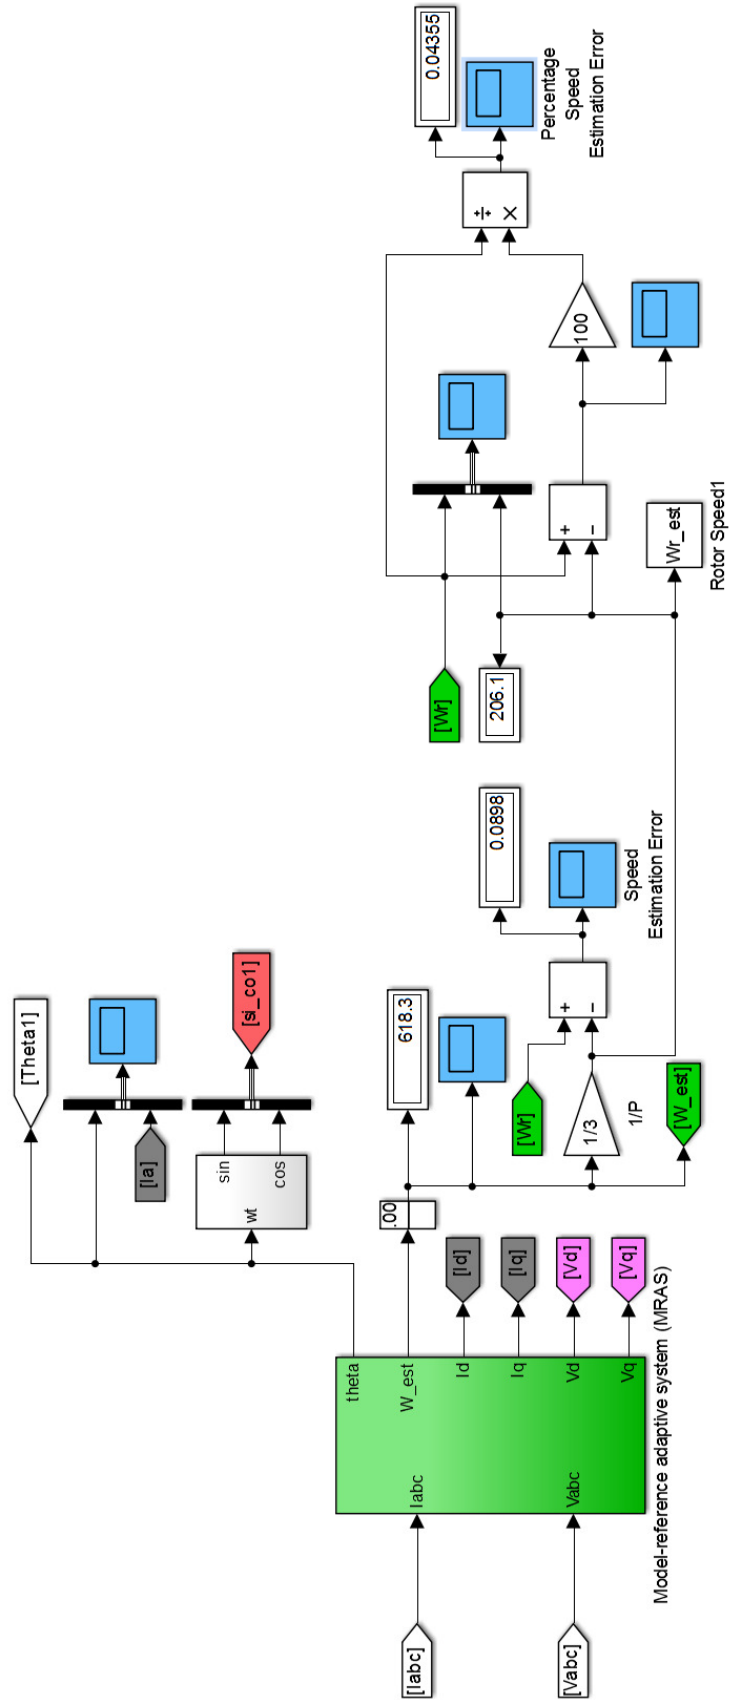 [Iabc]
[Vabc]
Iabc
Vabc
theta
W_est
Id
Iq
Vd
Vq
Model-reference adaptive system (MRAS)
[Theta1]
[Ia]
wt
sin
cos
[si_co1]
.00
618.3
[Id]
[Iq]
[Vd]
[Vq]
[Wr]
1/3
1/P
[W_est]
+
−
0.0898
Speed
Estimation Error
[Wr]
206.1
+
−
Wr_est
Rotor Speed1
100
÷
×
0.04355
Percentage
Speed
Estimation Error